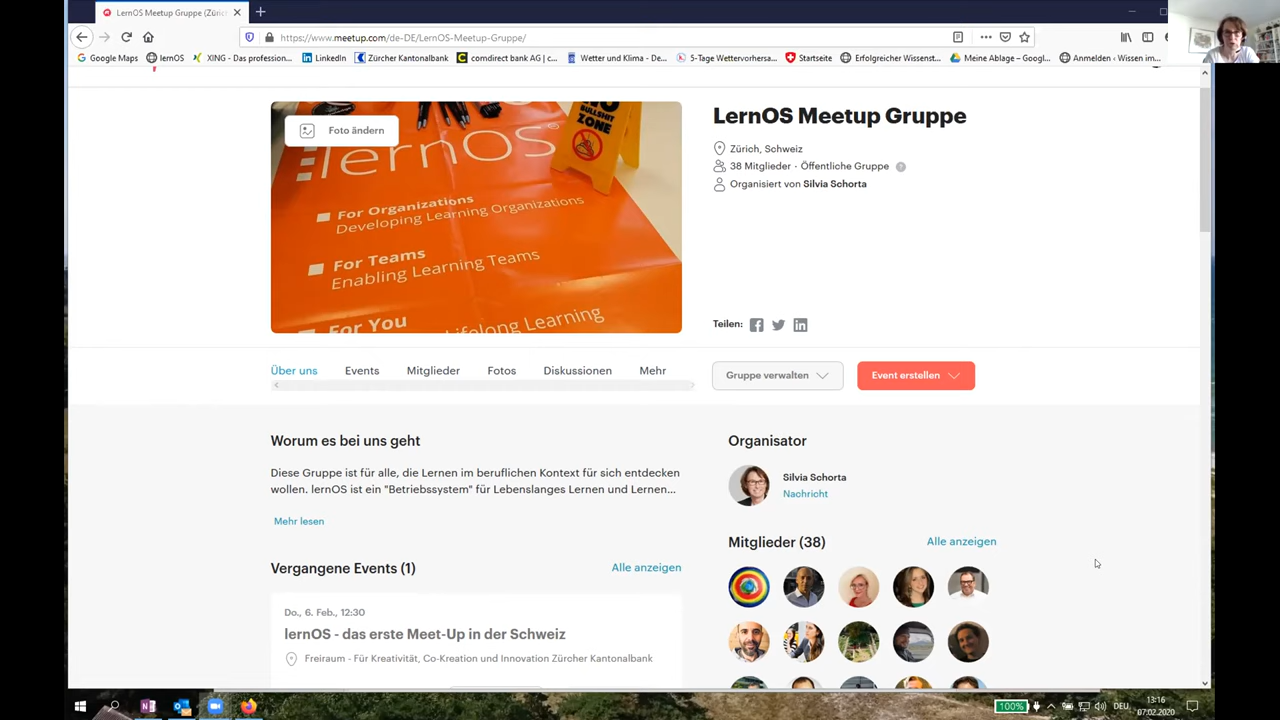 LernOS Meetup Gruppe (Züric
https://www.meetup.com/de-DE/LernOS-Meetup-Gruppe/
Google Maps
lernOS
XING - Das profession...
LinkedIn
Zürcher Kantonalbank
comdirect bank AG | c...
Wetter und Klima - De...
5-Tage Wettervorhersa...
Startseite
Erfolgreicher Wissenst...
Meine Ablage – Googl...
Anmelden ‹ Wissen im...
Foto ändern
BULLSHIT
ZONE
lernOS
For Organizations
Developing Learning Organizations
For Teams
Enabling Learning Teams
For You
Lifelong Learning
LernOS Meetup Gruppe
Zürich, Schweiz
38 Mitglieder · Öffentliche Gruppe ?
Organisiert von Silvia Schorta
Teilen:
Über uns
Events
Mitglieder
Fotos
Diskussionen
Mehr
Gruppe verwalten
Event erstellen
Worum es bei uns geht
Diese Gruppe ist für alle, die Lernen im beruflichen Kontext für sich entdecken
wollen. lernOS ist ein "Betriebssystem" für Lebenslanges Lernen und Lernen...
Mehr lesen
Vergangene Events (1)
Alle anzeigen
Do., 6. Feb., 12:30
lernOS - das erste Meet-Up in der Schweiz
Freiraum - Für Kreativität, Co-Kreation und Innovation Zürcher Kantonalbank
Organisator
Silvia Schorta
Nachricht
Mitglieder (38)
Alle anzeigen
100%
DEU
13:16
07.02.2020